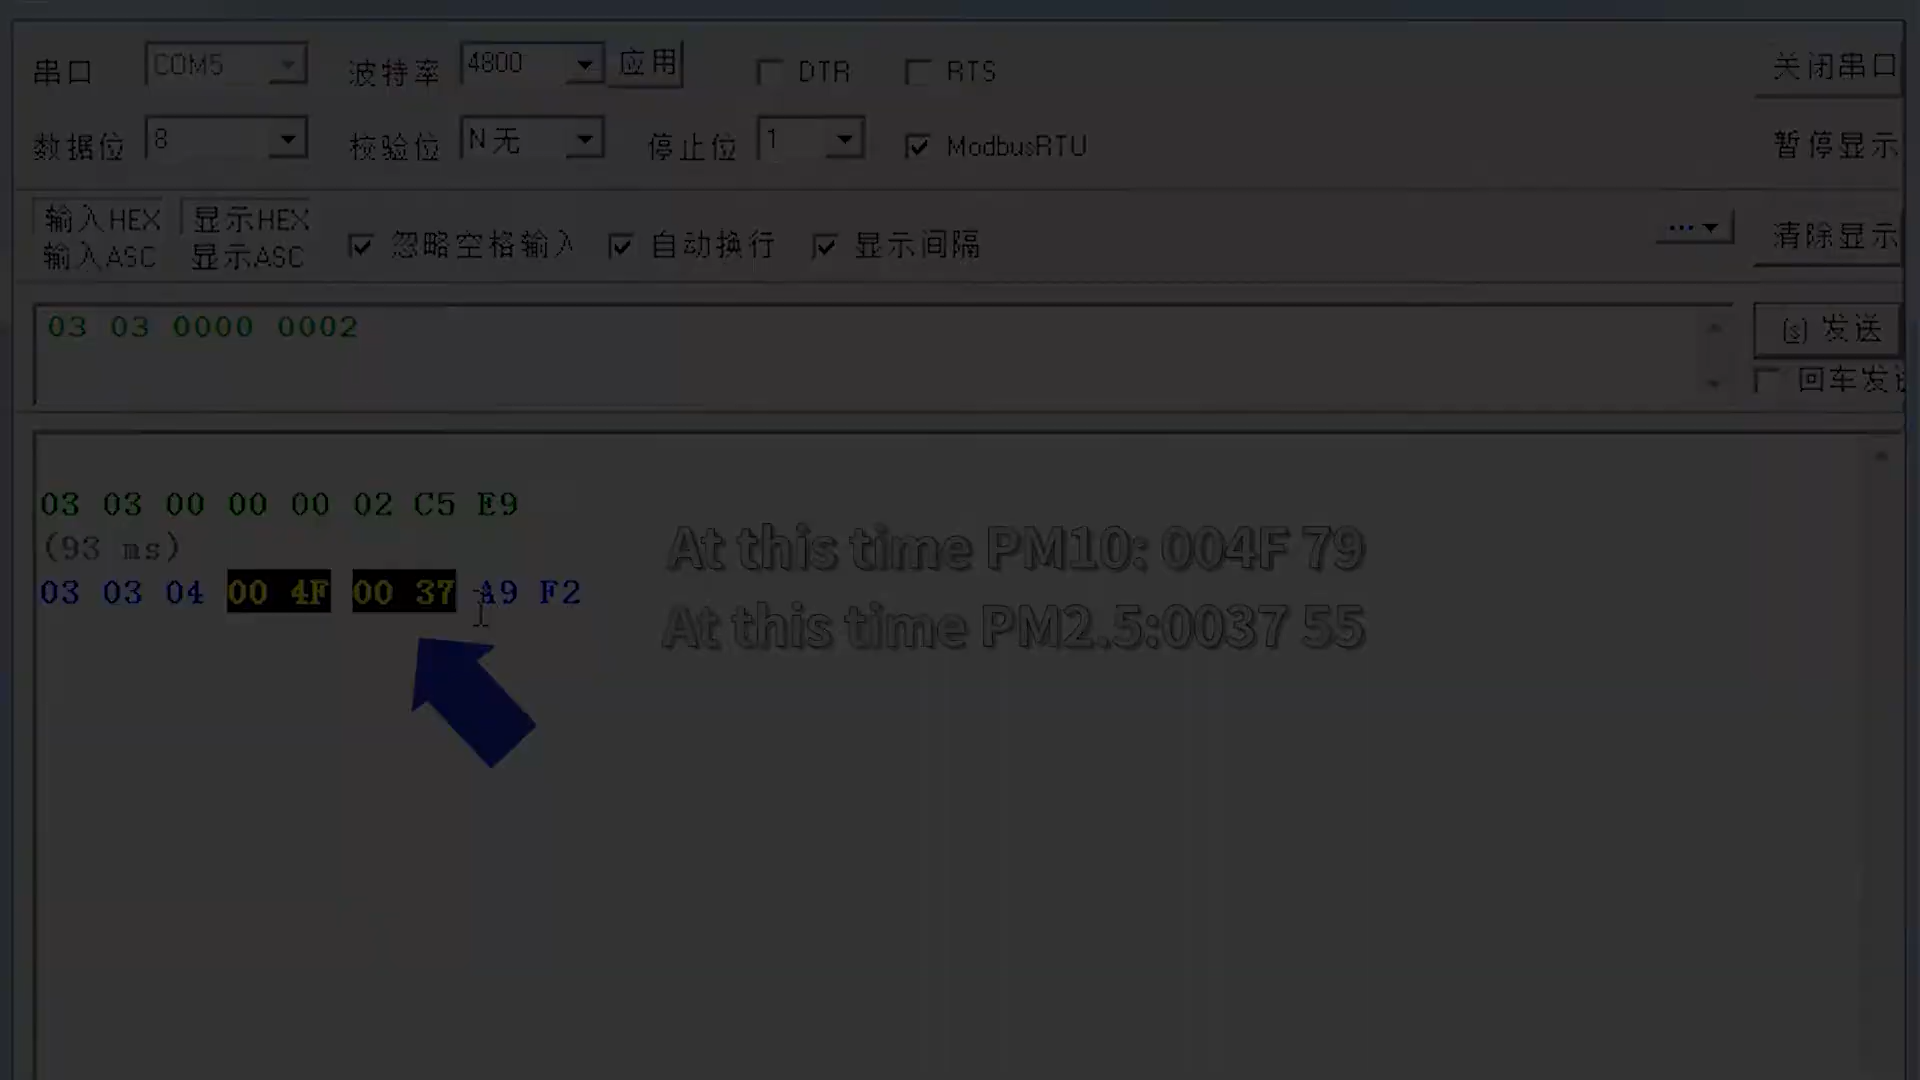 串口 COM5 波特率 4800 应用 DTR RTS 关闭串口
数据位 8 校验位 N 无 停止位 1 ModbusRTU 暂停显示
输入HEX 显示HEX
输入ASC 显示ASC 忽略空格输入 自动换行 显示间隔 ... 清除显示
03 03 0000 0002
(s) 发送
回车发
03 03 00 00 00 02 C5 E9
(93 ms)
03 03 04 00 4F 00 37 A9 F2
At this time PM10: 004F 79
At this time PM2.5:0037 55